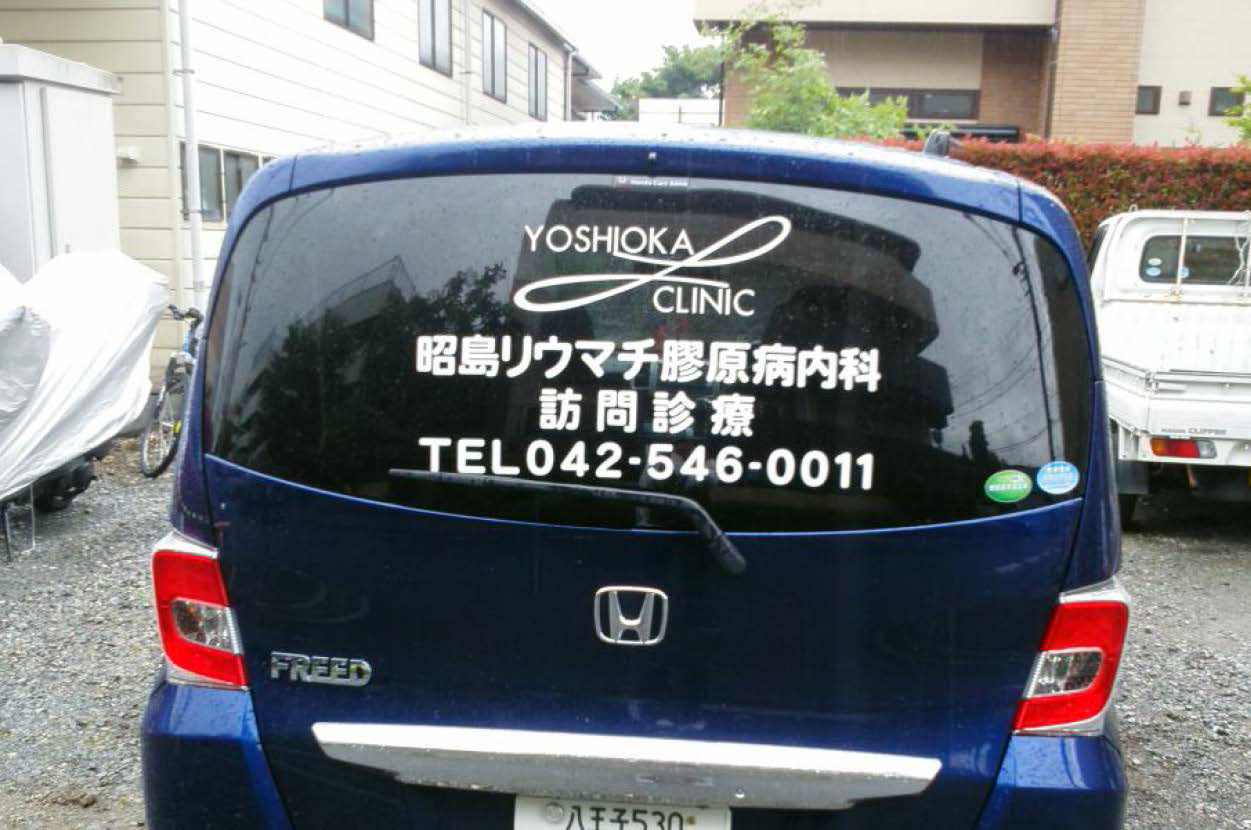 YOSHIOKA
CLINIC
昭島リウマチ膠原病内科
訪問診療
TEL042-546-0011
FREED
八王子530